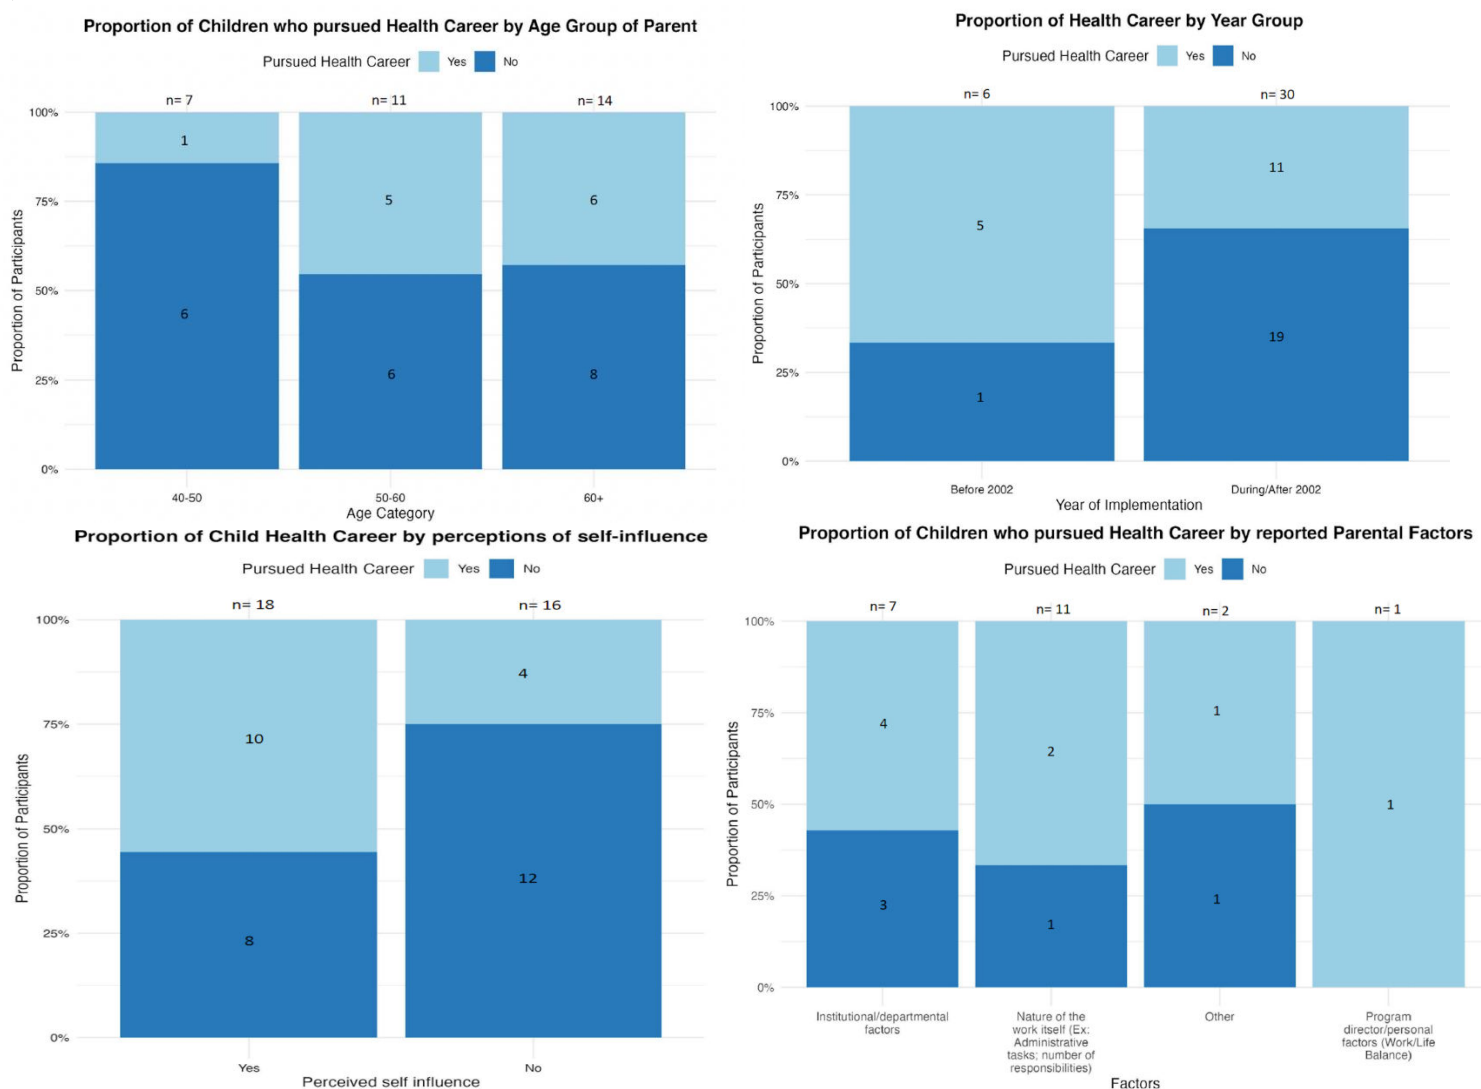 Proportion of Children who pursued Health Career by Age Group of Parent
Pursued Health Career Yes No
n= 7 n= 11 n= 14
100%
75%
50%
25%
0%
Proportion of Participants
1
6
5
6
6
8
40-50 50-60 60+
Age Category
Proportion of Health Career by Year Group
Pursued Health Career Yes No
n= 6 n= 30
100%
75%
50%
25%
0%
Proportion of Participants
5
1
11
19
Before 2002 During/After 2002
Year of Implementation
Proportion of Child Health Career by perceptions of self-influence
Pursued Health Career Yes No
n= 18 n= 16
100%
75%
50%
25%
0%
Proportion of Participants
10
8
4
12
Yes No
Perceived self influence
Proportion of Children who pursued Health Career by reported Parental Factors
Pursued Health Career Yes No
n= 7 n= 11 n= 2 n= 1
100%
75%
50%
25%
0%
Proportion of Participants
4
3
2
1
1
1
1
Institutional/departmental
factors
Nature of the
work itself (Ex:
Administrative
tasks; number of
responsibilities)
Other
Program
director/personal
factors (Work/Life
Balance)
Factors